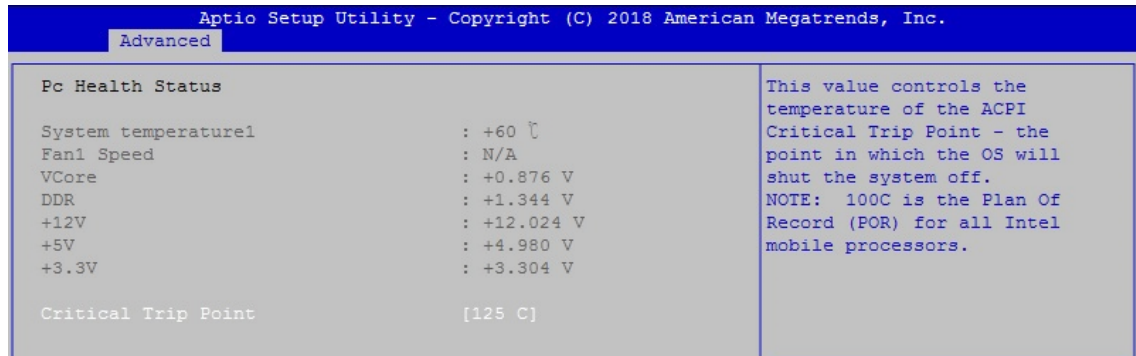 Aptio Setup Utility - Copyright (C) 2018 American Megatrends, Inc.
Advanced
Pc Health Status
System temperature1 : +60 ℃
Fan1 Speed : N/A
VCore : +0.876 V
DDR : +1.344 V
+12V : +12.024 V
+5V : +4.980 V
+3.3V : +3.304 V
Critical Trip Point [125 C]
This value controls the
temperature of the ACPI
Critical Trip Point - the
point in which the OS will
shut the system off.
NOTE: 100C is the Plan Of
Record (POR) for all Intel
mobile processors.